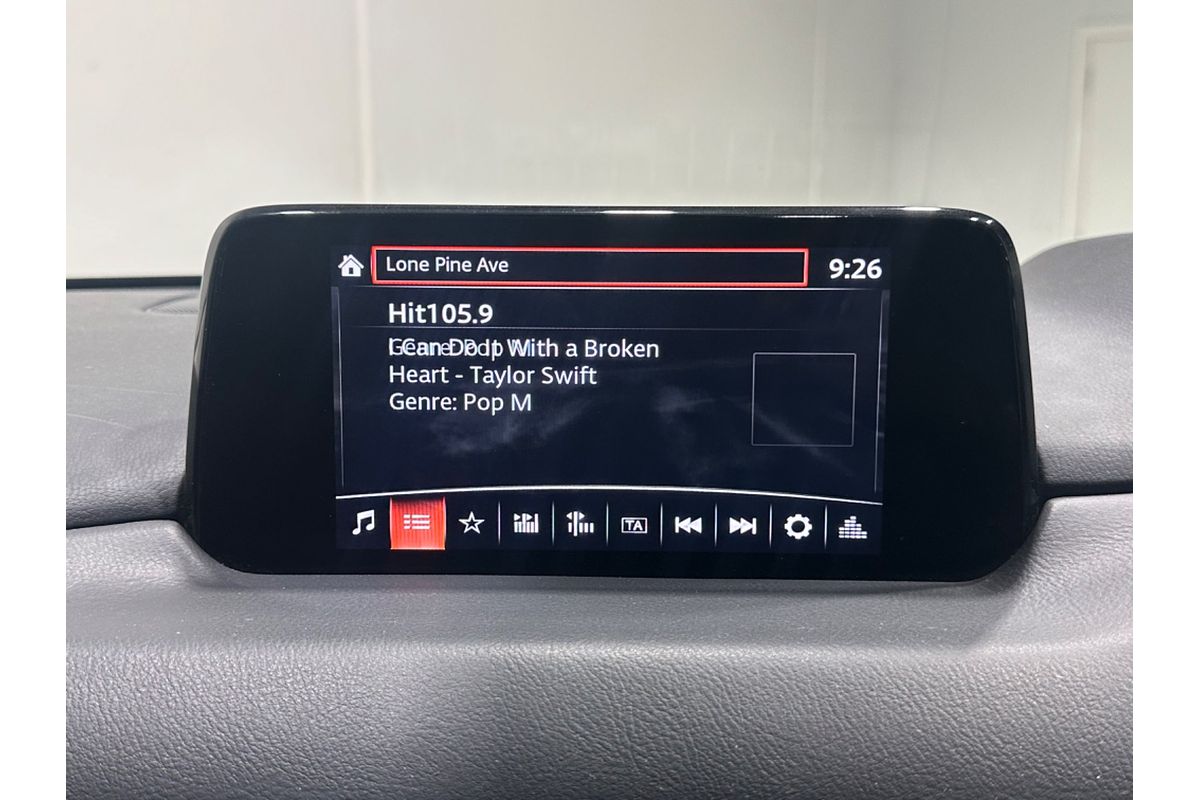 Lone Pine Ave
9:26
Hit105.9
With a Broken
Heart - Taylor Swift
Genre: Pop M
TA